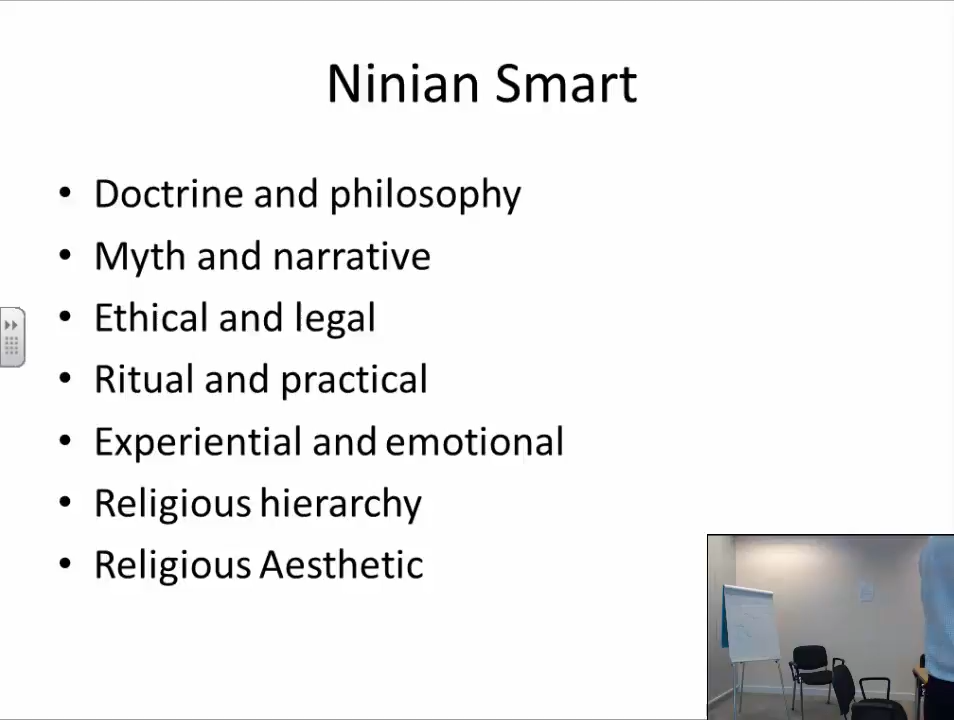 Ninian Smart
• Doctrine and philosophy
• Myth and narrative
• Ethical and legal
• Ritual and practical
• Experiential and emotional
• Religious hierarchy
• Religious Aesthetic